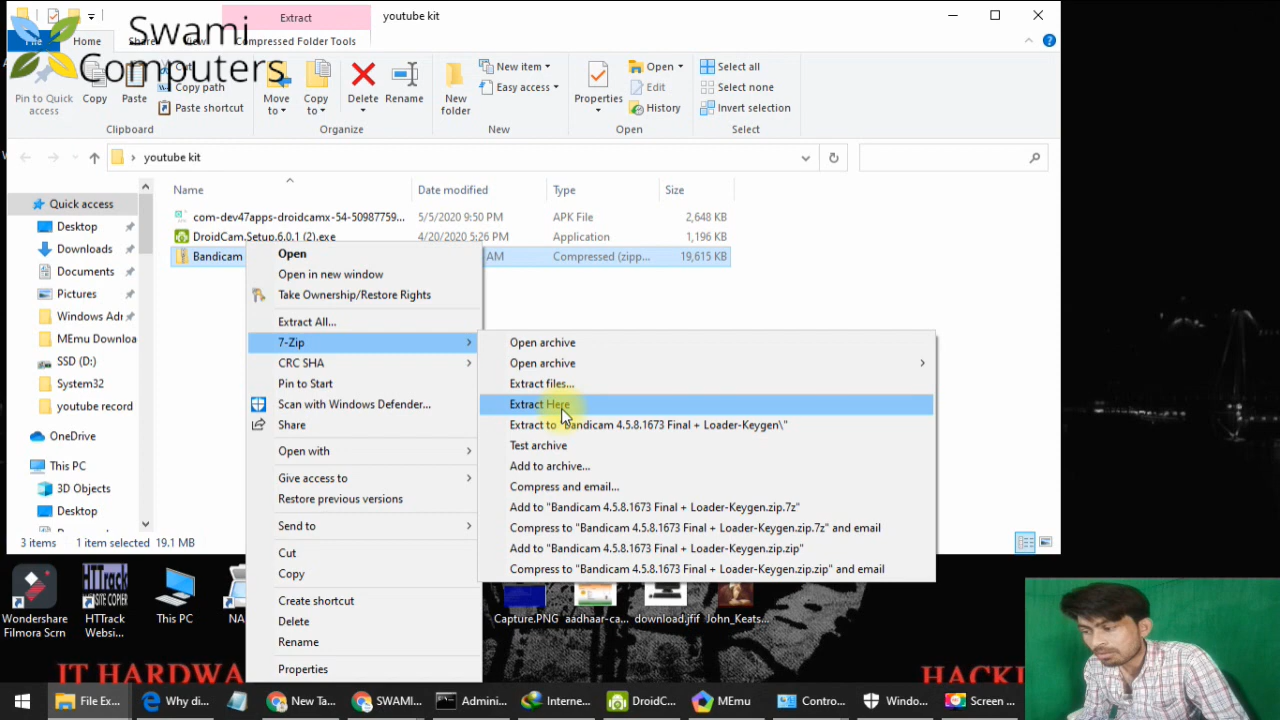 Extract
youtube kit
Swami
Computers
File
Home
Share
View
Compressed Folder Tools
Pin to Quick
access
Copy
Paste
Cut
Copy path
Paste shortcut
Clipboard
Move
to
Copy
to
Delete
Rename
Organize
New
folder
New item
Easy access
New
Properties
Open
Edit
History
Open
Select all
Select none
Invert selection
Select
youtube kit
Name
Date modified
Type
Size
com-dev47apps-droidcamx-54-50987759...
5/5/2020 9:50 PM
APK File
2,648 KB
DroidCam.Setup.6.0.1 (2).exe
4/20/2020 5:26 PM
Application
1,196 KB
Bandicam
AM
Compressed (zipp...
19,615 KB
Quick access
Desktop
Downloads
Documents
Pictures
Windows Adr
MEmu Downloa
SSD (D:)
System32
youtube record
OneDrive
This PC
3D Objects
Desktop
3 items
1 item selected 19.1 MB
Open
Open in new window
Take Ownership/Restore Rights
Extract All...
7-Zip
CRC SHA
Pin to Start
Scan with Windows Defender...
Share
Open with
Give access to
Restore previous versions
Send to
Cut
Copy
Create shortcut
Delete
Rename
Properties
Open archive
Open archive
Extract files...
Extract Here
Extract to "Bandicam 4.5.8.1673 Final + Loader-Keygen\"
Test archive
Add to archive...
Compress and email...
Add to "Bandicam 4.5.8.1673 Final + Loader-Keygen.zip.7z"
Compress to "Bandicam 4.5.8.1673 Final + Loader-Keygen.zip.7z" and email
Add to "Bandicam 4.5.8.1673 Final + Loader-Keygen.zip.zip"
Compress to "Bandicam 4.5.8.1673 Final + Loader-Keygen.zip.zip" and email
Wondershare
Filmora Scrn
HTTrack
WEBSITE COPIER
HTTrack
Websi...
This PC
NA
Capture.PNG
aadhaar-ca...
download.jfif
John_Keats...
IT HARDWA
HACKI
File Ex...
Why di...
New Ta...
SWAMI...
Admini...
Interne...
DroidC...
MEmu
Contro...
Windo...
Screen ...